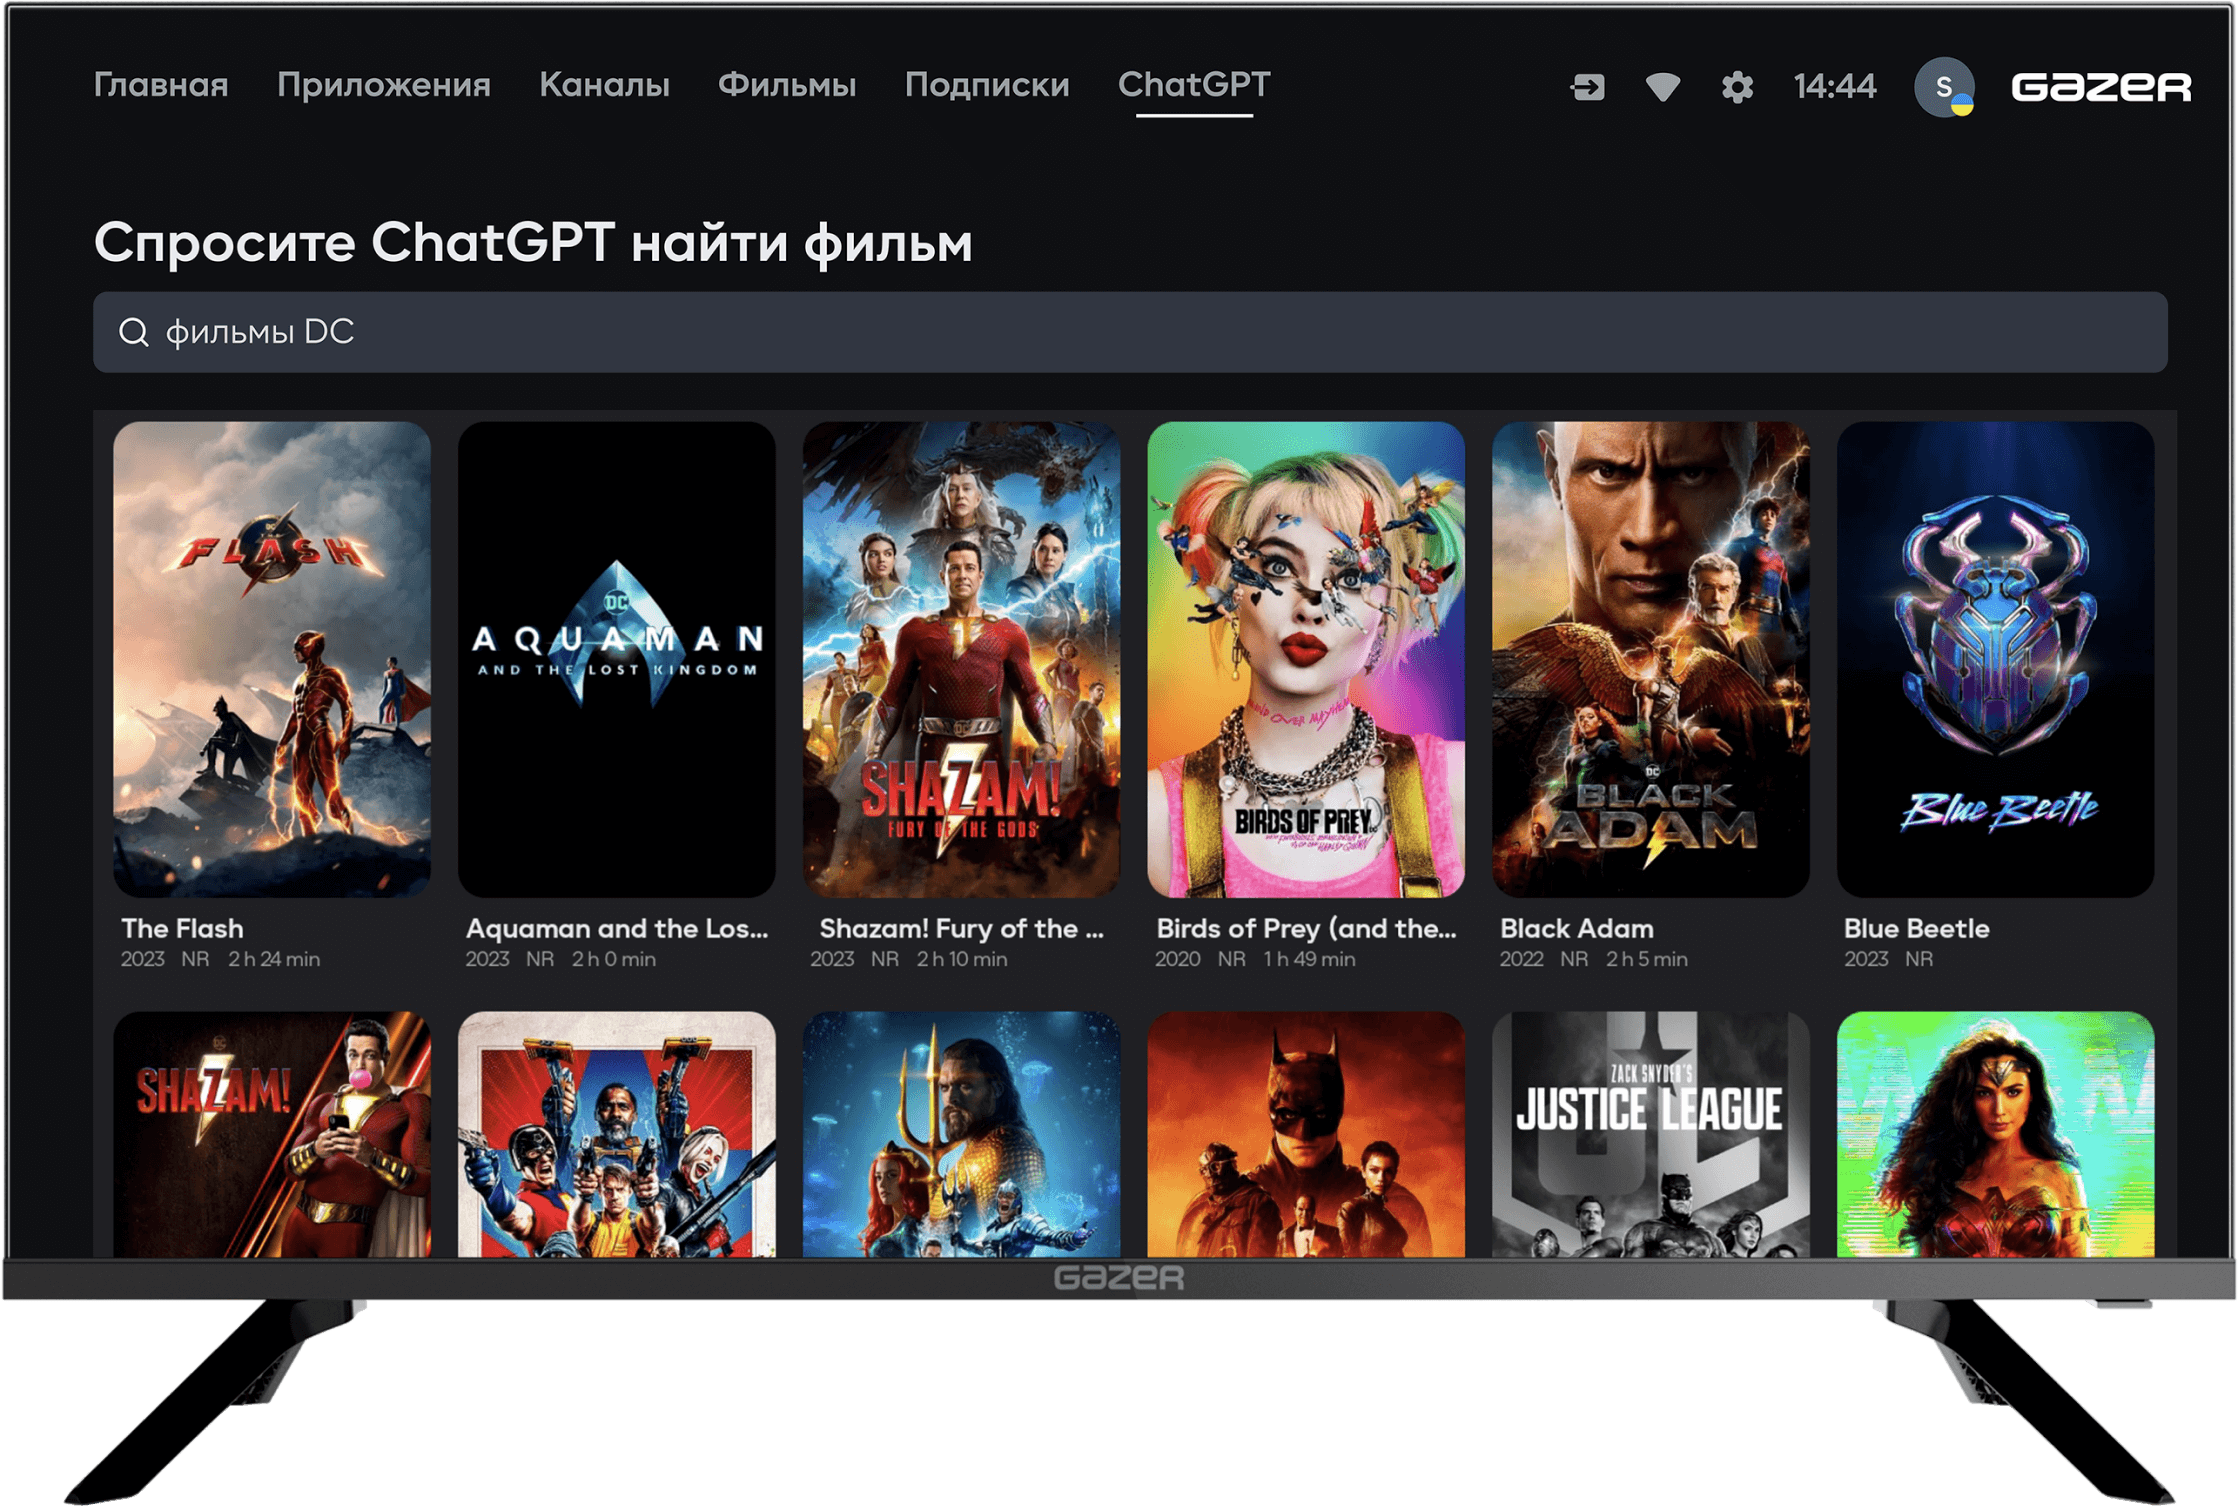 Главная Приложения Каналы Фильмы Подписки ChatGPT 14:44 S GAZER
Спросите ChatGPT найти фильм
фильмы DC
FLASH
DC
AQUAMAN
AND THE LOST KINGDOM
SHAZAM!
FURY OF THE GODS
BIRDS OF PREY
DC
BLACK
ADAM
Blue Beetle
The Flash
2023 NR 2 h 24 min
Aquaman and the Los...
2023 NR 2 h 0 min
Shazam! Fury of the ...
2023 NR 2 h 10 min
Birds of Prey (and the...
2020 NR 1 h 49 min
Black Adam
2022 NR 2 h 5 min
Blue Beetle
2023 NR
SHAZAM!
ZACK SNYDER'S
JUSTICE LEAGUE
GAZER